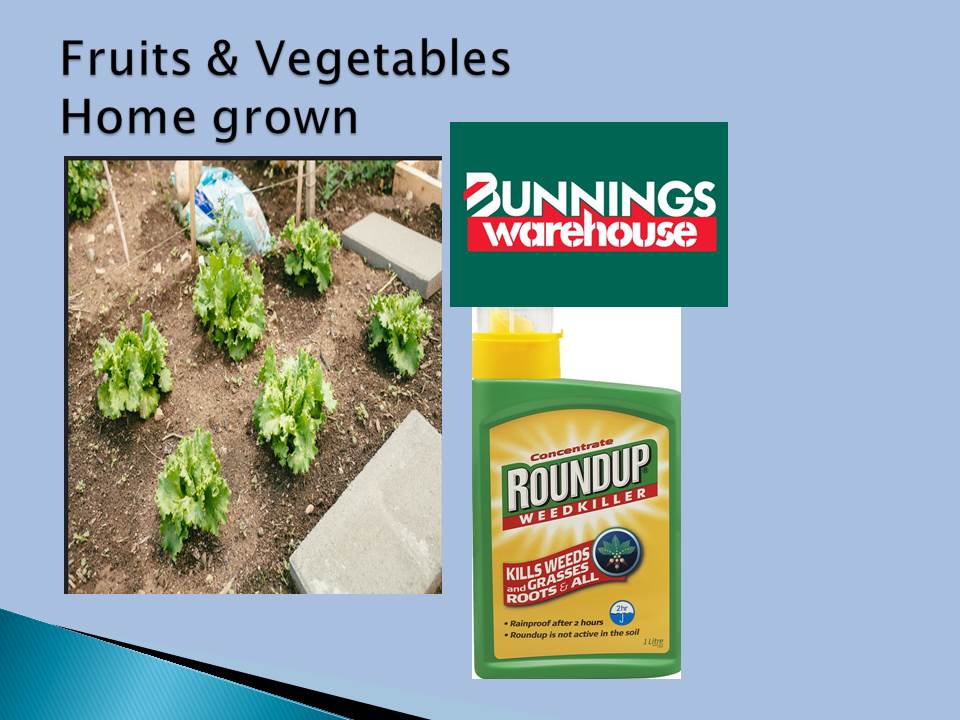 Fruits & Vegetables
Home grown
BUNNINGS
warehouse
Concentrate
ROUNDUP
WEEDKILLER
KILLS WEEDS
and GRASSES
ROOTS & ALL
2hr
• Rainproof after 2 hours
• Roundup is not active in the soil
1 Litre